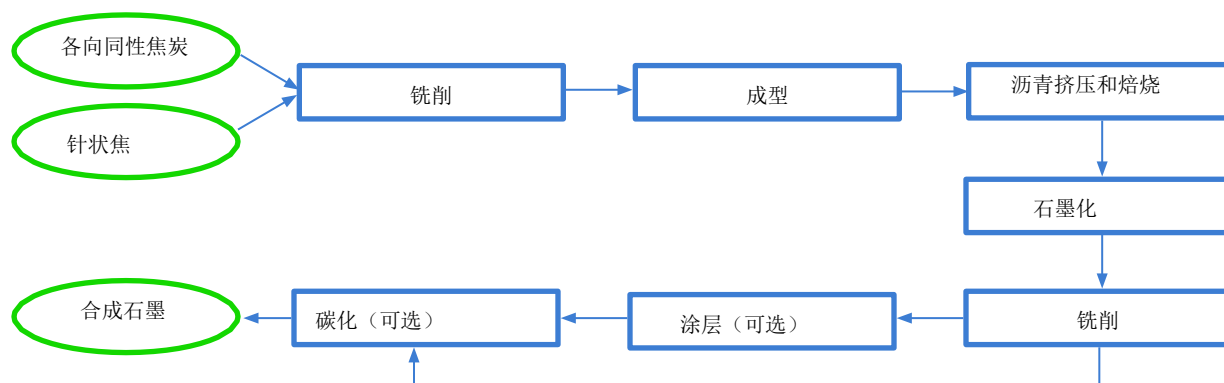 各向同性焦炭
针状焦
铣削
成型
沥青挤压和焙烧
石墨化
铣削
涂层（可选）
碳化（可选）
合成石墨